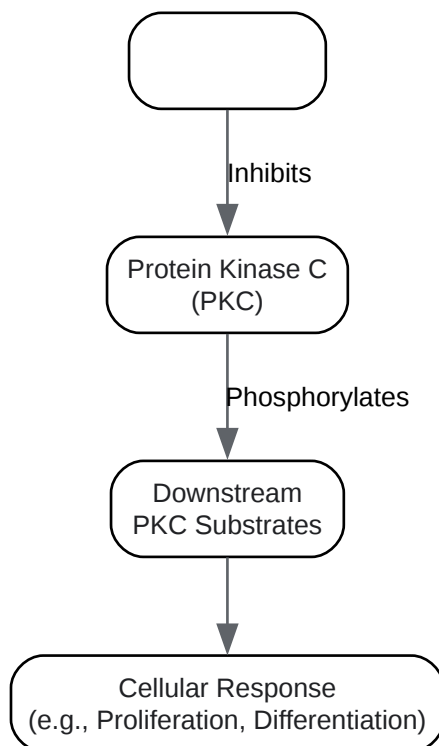 Inhibits
Protein Kinase C
(PKC)
Phosphorylates
Downstream
PKC Substrates
Cellular Response
(e.g., Proliferation, Differentiation)